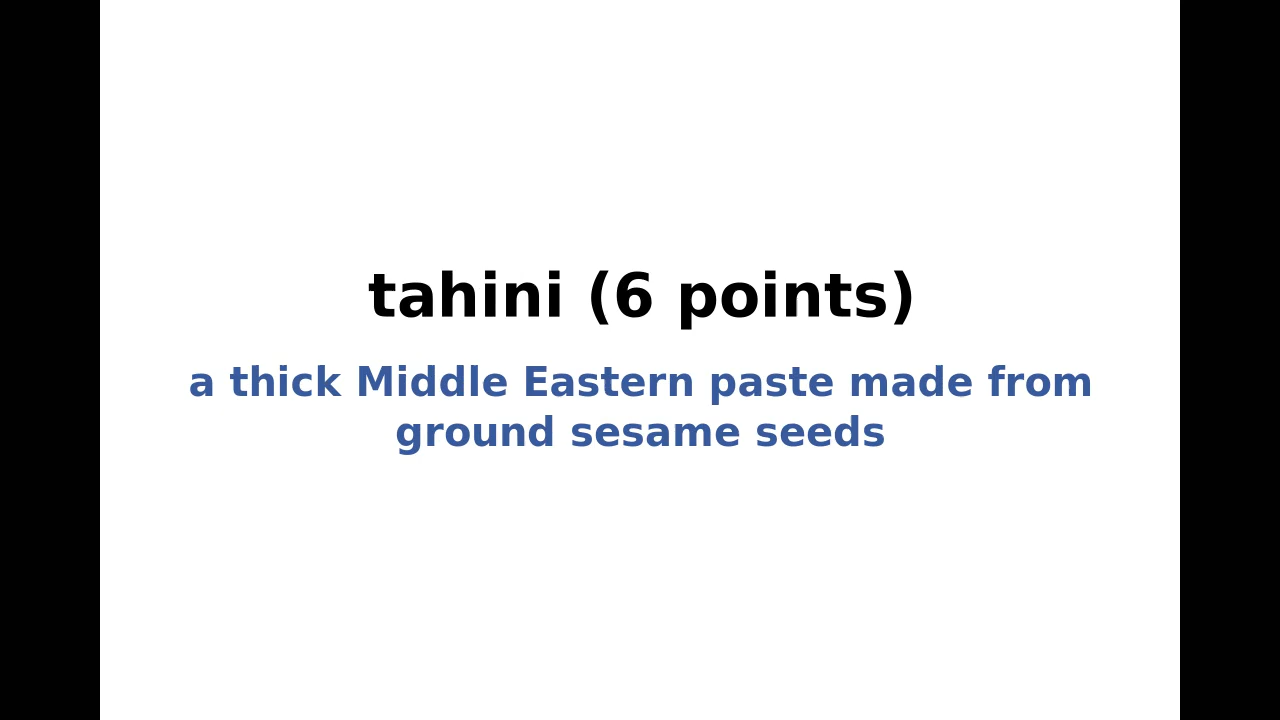 tahini (6 points)
a thick Middle Eastern paste made from
ground sesame seeds